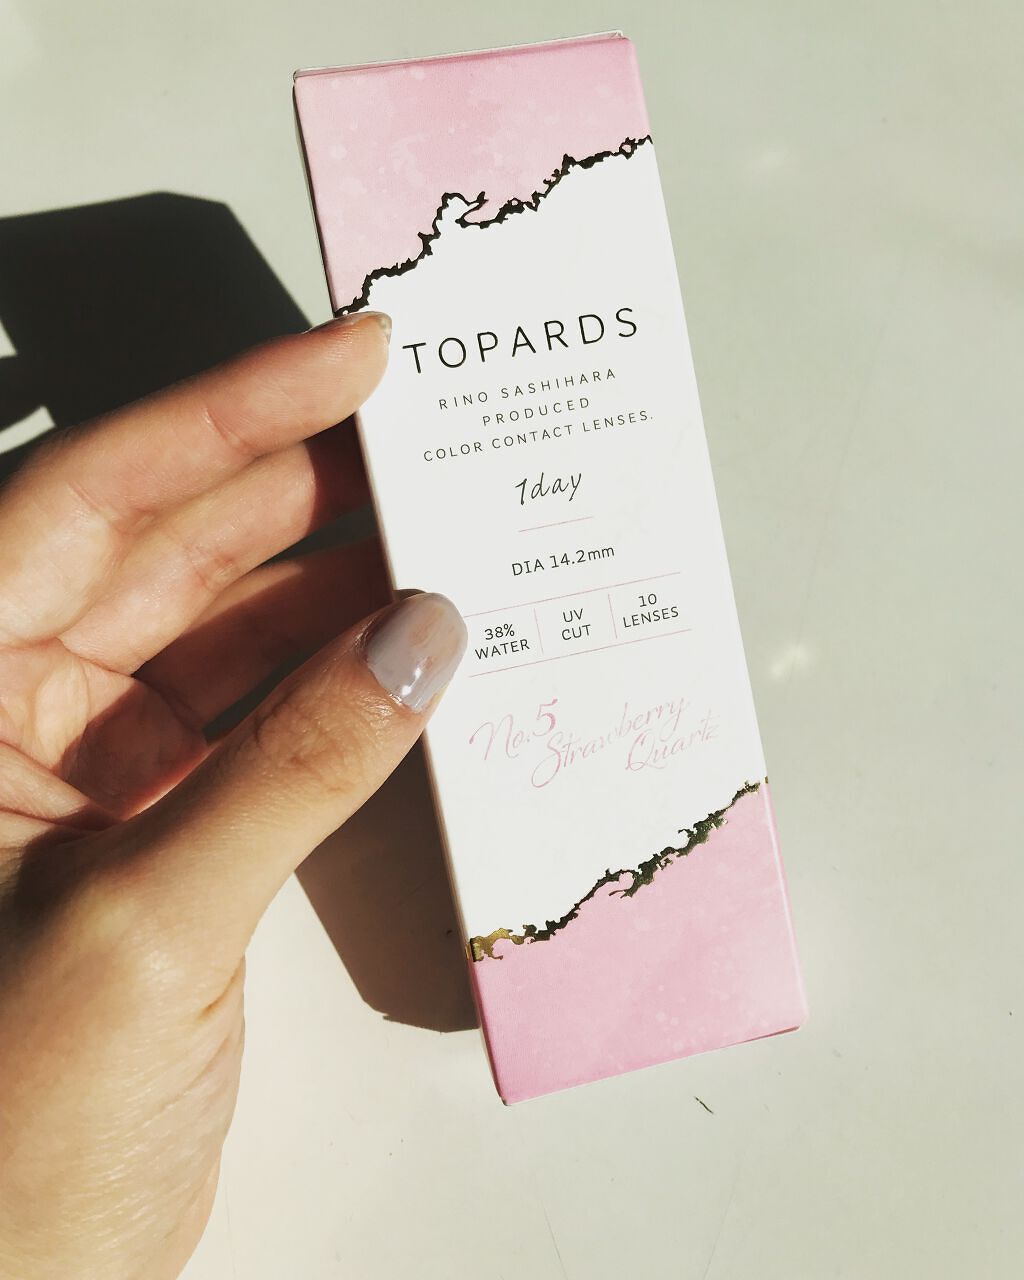 TOPARDS
RINO SASHIHARA
PRODUCED
COLOR CONTACT LENSES.
1day
DIA 14.2mm
38%
WATER
UV
CUT
10
LENSES
No.5
Strawberry
Quartz